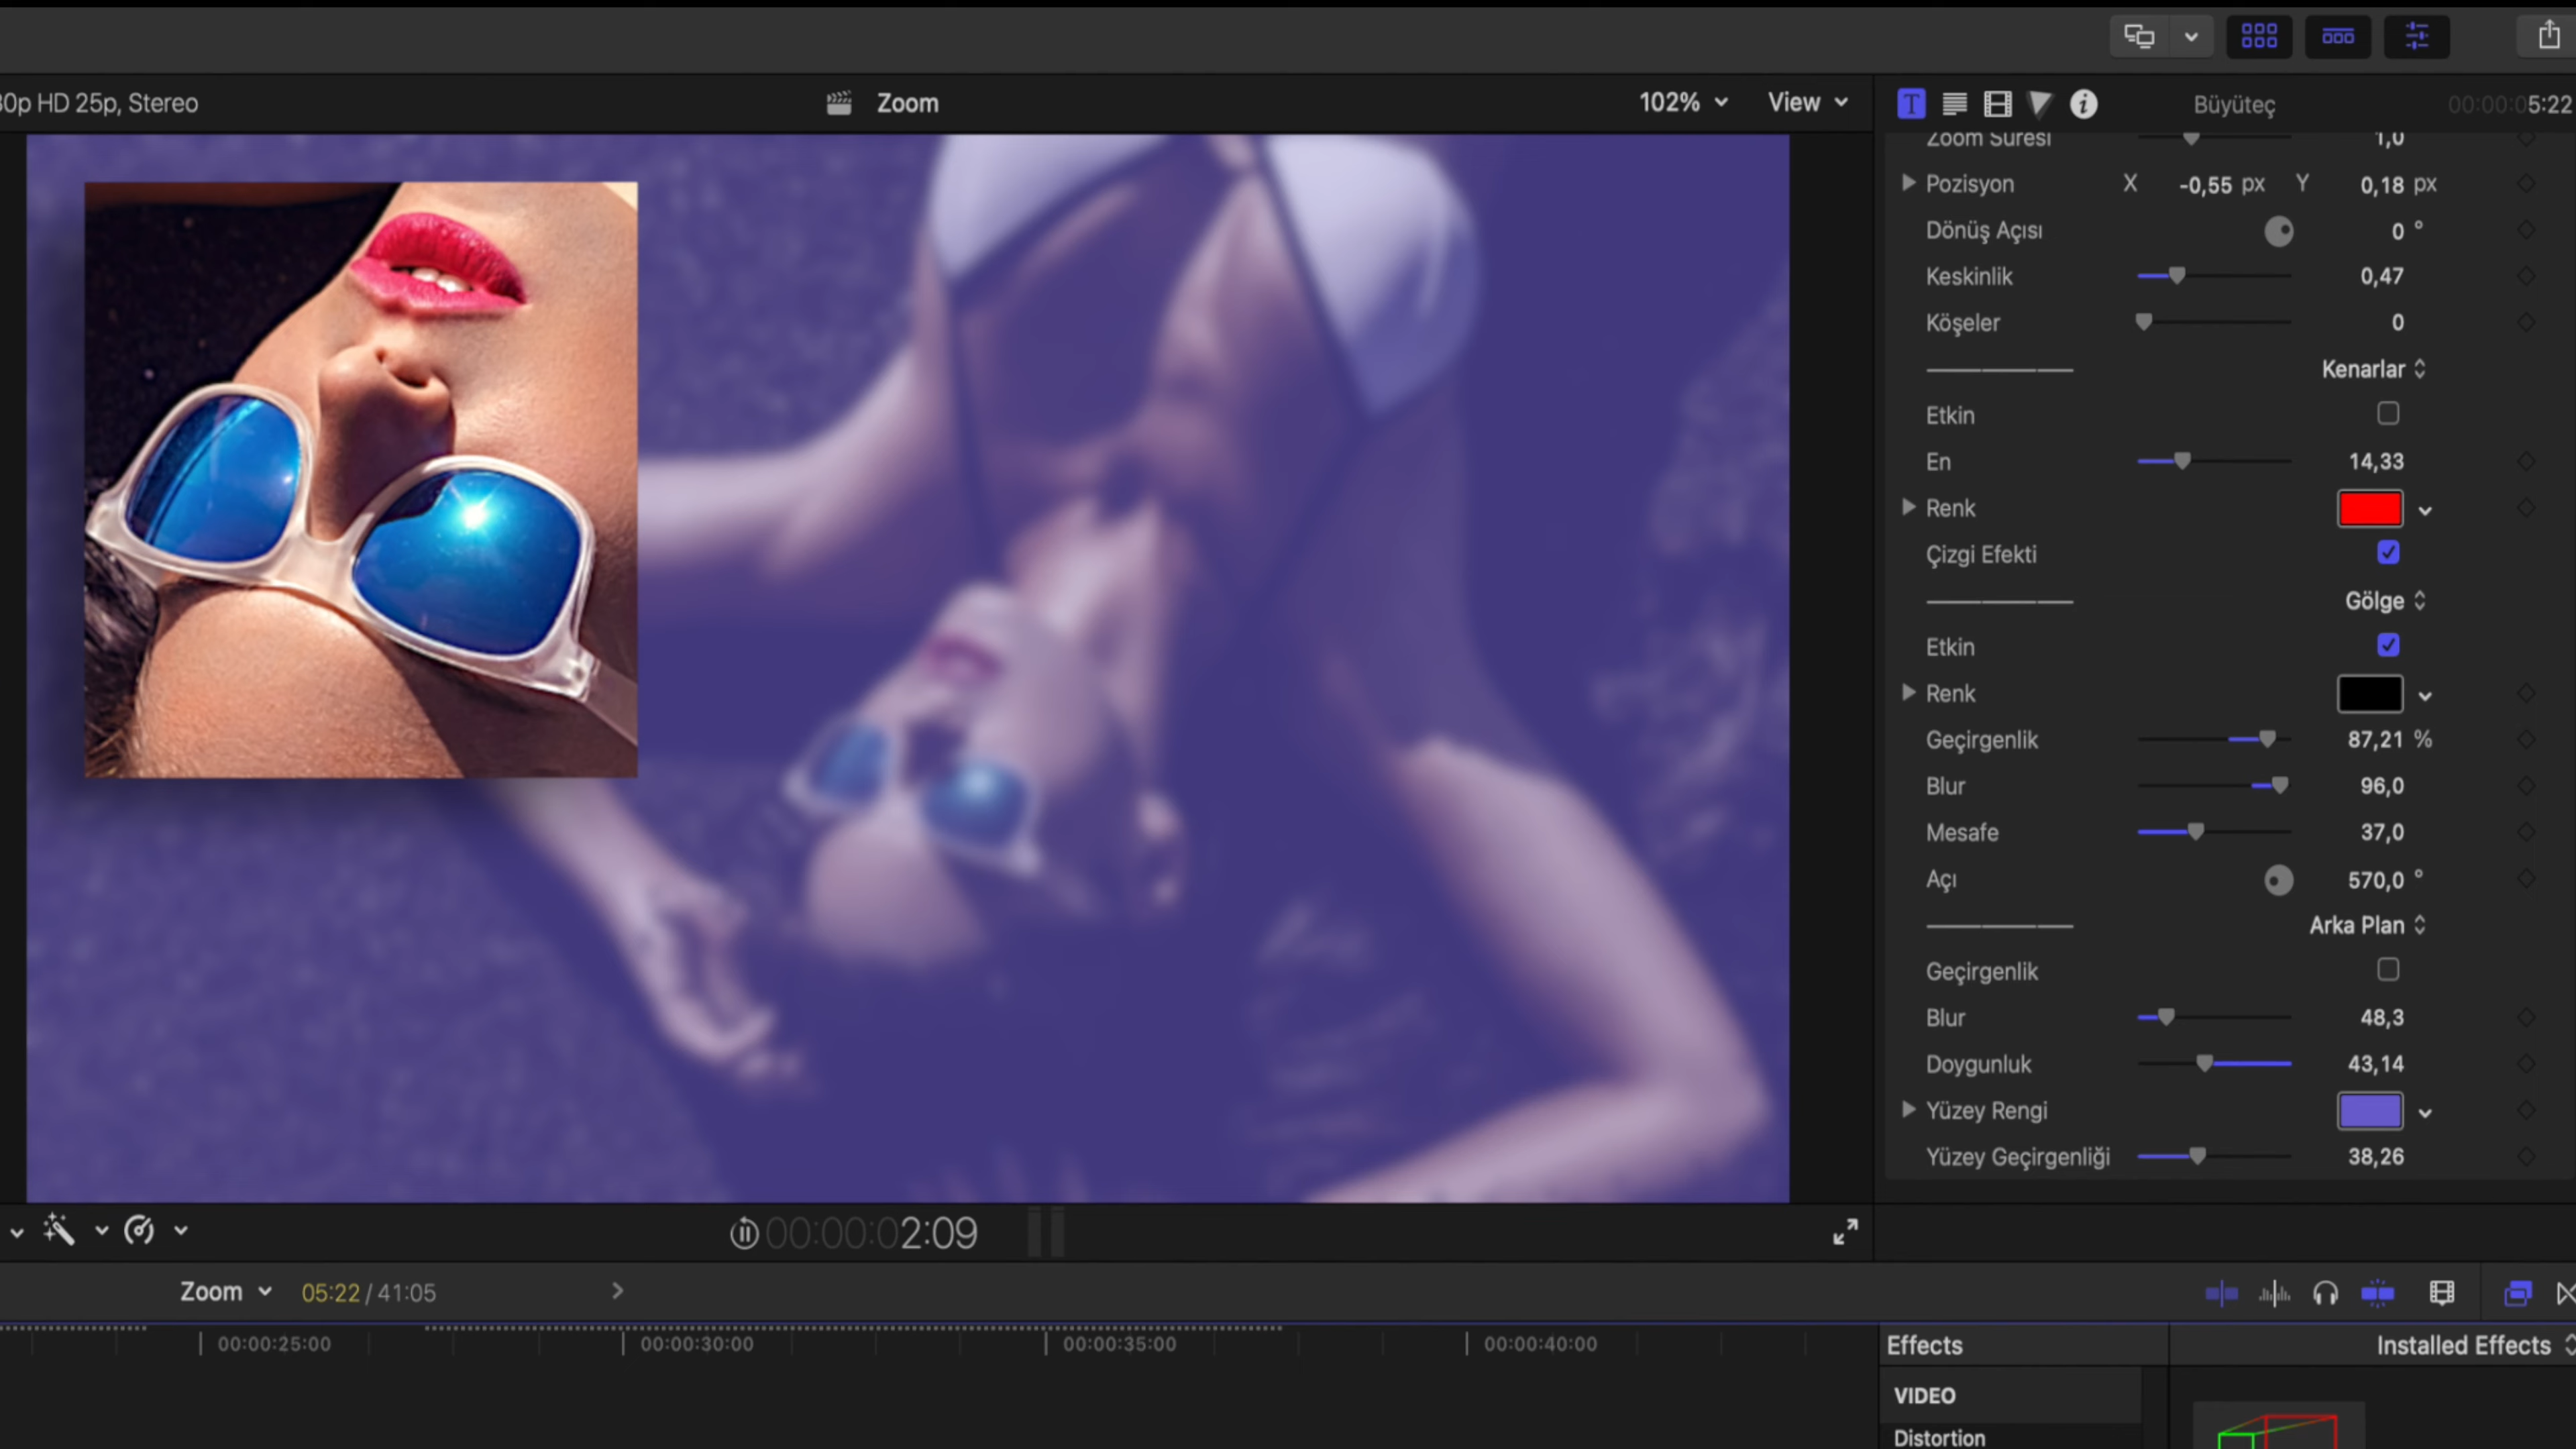 0p HD 25p, Stereo
Zoom
102%
View
T
i
Büyüteç
00:00:05:22
Zoom Süresi 1,0
Pozisyon X -0,55 px Y 0,18 px
Dönüş Açısı 0 °
Keskinlik 0,47
Köşeler 0
Kenarlar
Etkin
En 14,33
Renk
Çizgi Efekti
Gölge
Etkin
Renk
Geçirgenlik 87,21 %
Blur 96,0
Mesafe 37,0
Açı 570,0 °
Arka Plan
Geçirgenlik
Blur 48,3
Doygunluk 43,14
Yüzey Rengi
Yüzey Geçirgenliği 38,26
00:00:02:09
Zoom 05:22 / 41:05
00:00:25:00 00:00:30:00 00:00:35:00 00:00:40:00
Effects Installed Effects
VIDEO
Distortion